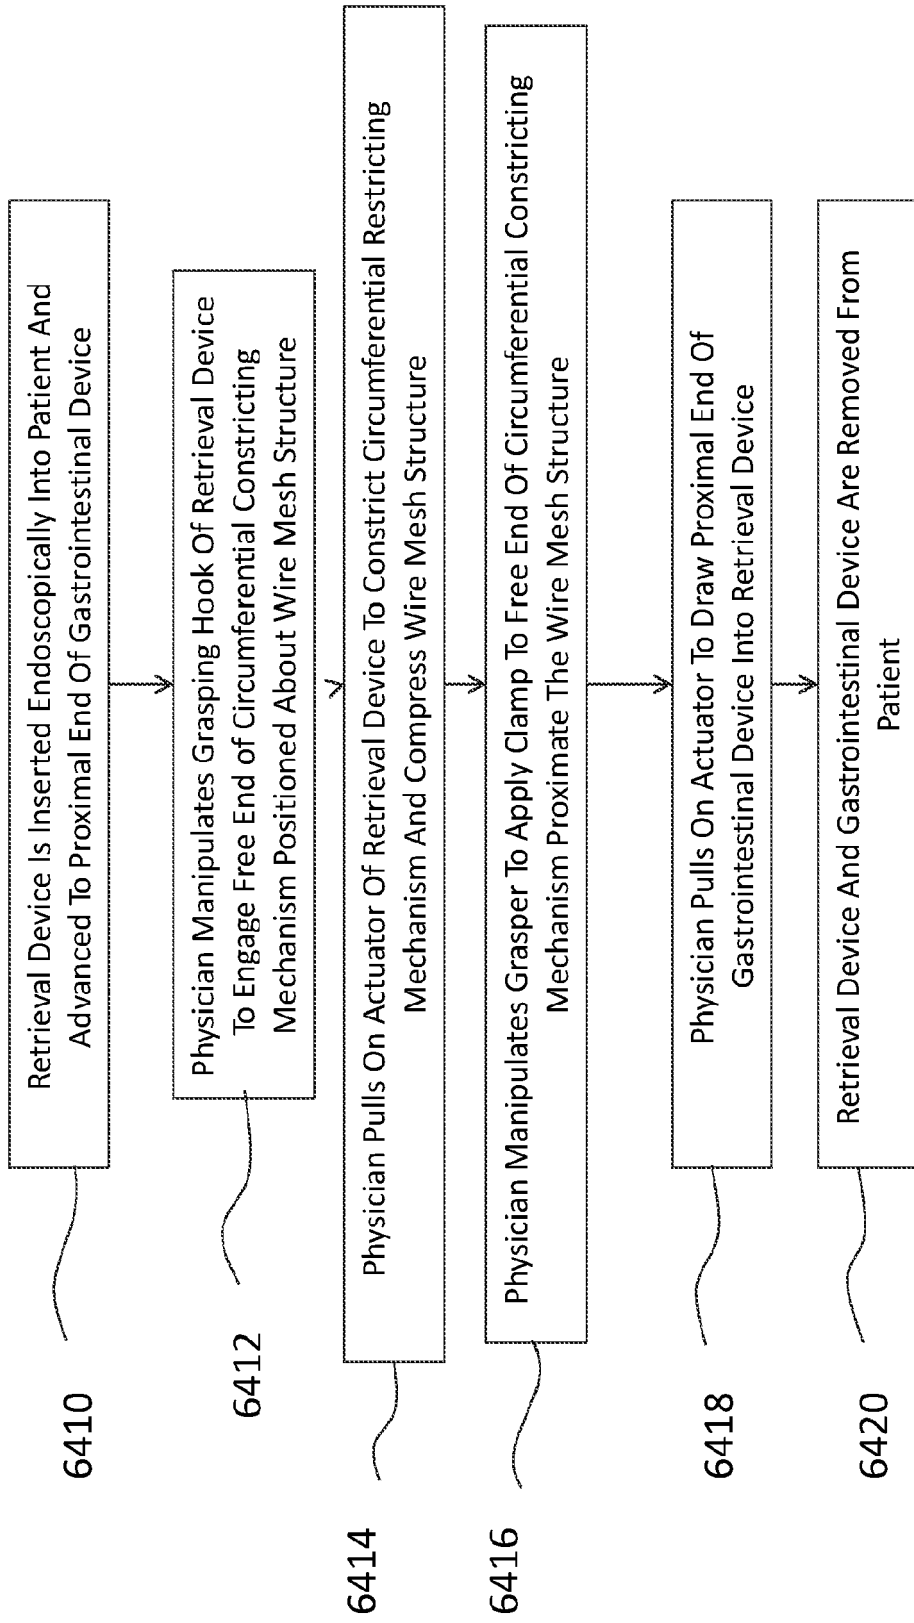 6410
Retrieval Device Is Inserted Endoscopically Into Patient And
Advanced To Proximal End Of Gastrointestinal Device
6412
Physician Manipulates Grasping Hook Of Retrieval Device
To Engage Free End of Circumferential Constricting
Mechanism Positioned About Wire Mesh Structure
6414
Physician Pulls On Actuator Of Retrieval Device To Constrict Circumferential Restricting
Mechanism And Compress Wire Mesh Structure
6416
Physician Manipulates Grasper To Apply Clamp To Free End Of Circumferential Constricting
Mechanism Proximate The Wire Mesh Structure
6418
Physician Pulls On Actuator To Draw Proximal End Of
Gastrointestinal Device Into Retrieval Device
6420
Retrieval Device And Gastrointestinal Device Are Removed From
Patient